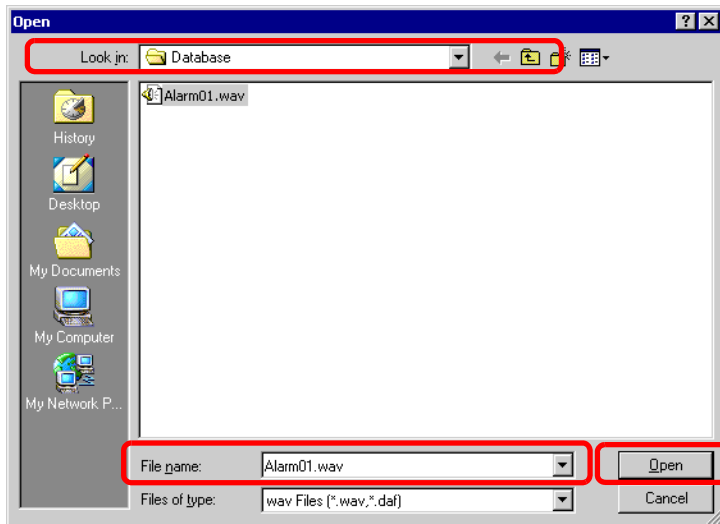 Open
Look in: Database
Alarm01.wav
History
Desktop
My Documents
My Computer
My Network P...
File name: Alarm01.wav Open
Files of type: wav Files (*.wav,*.daf) Cancel